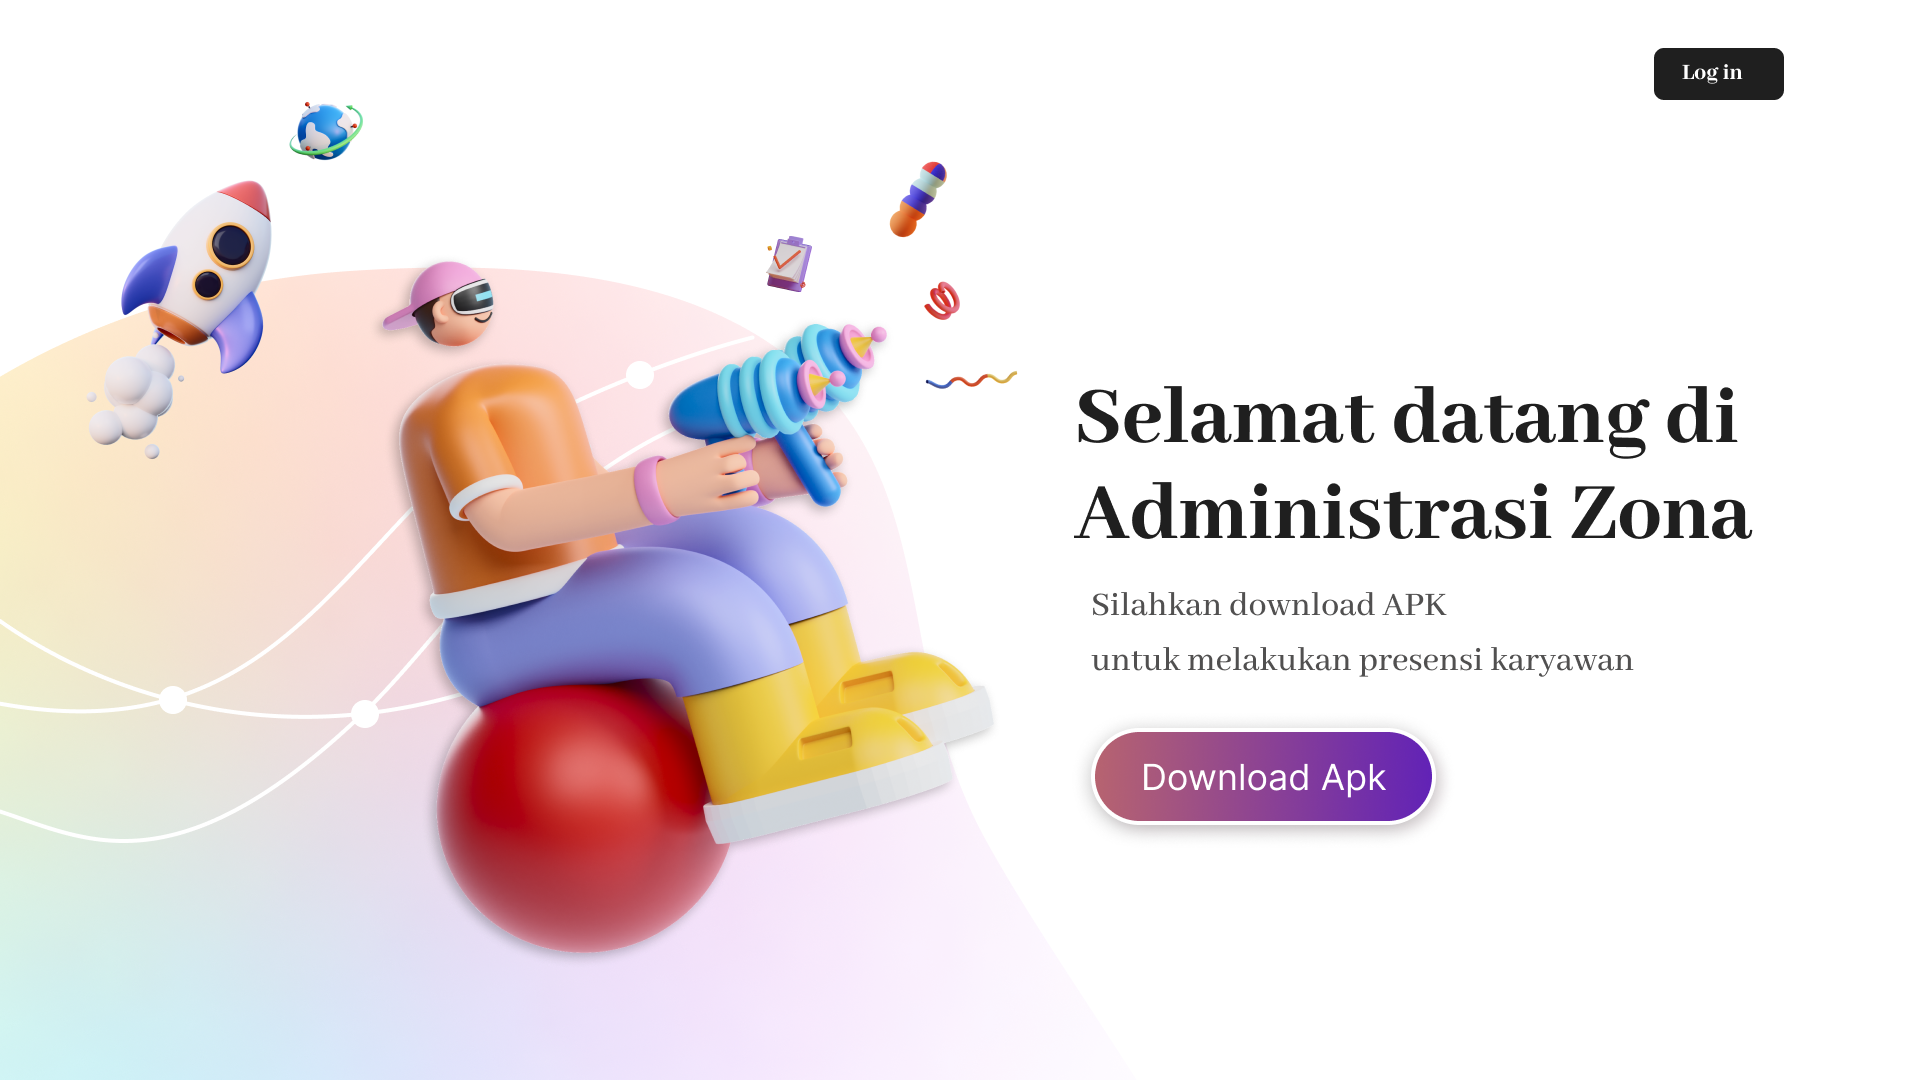 Log in
Selamat datang di
Administrasi Zona
Silahkan download APK
untuk melakukan presensi karyawan
Download Apk